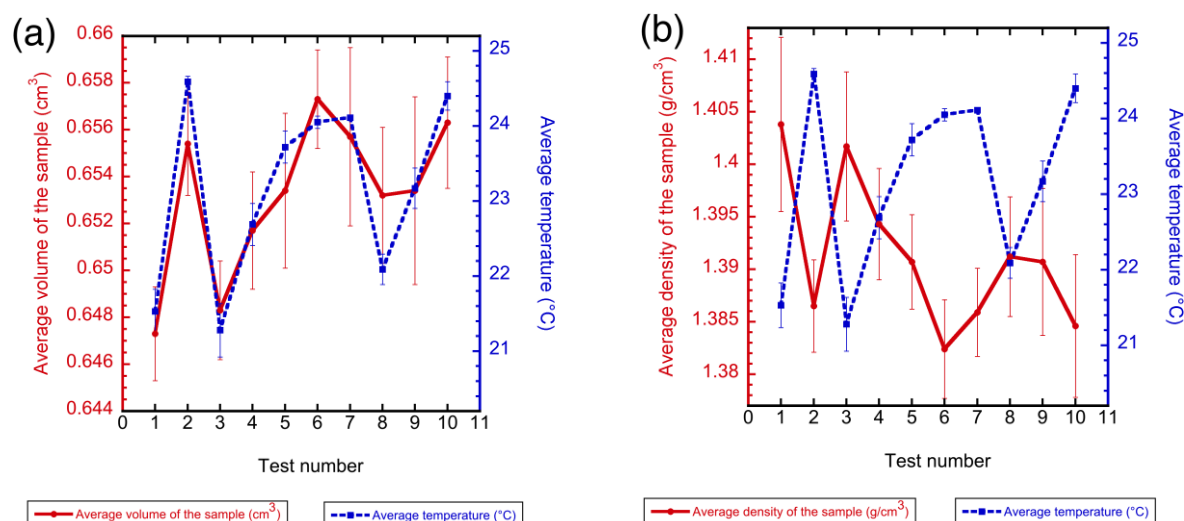 (a)
Average volume of the sample (cm3)
0.66
0.658
0.656
0.654
0.652
0.65
0.648
0.646
0.644
0 1 2 3 4 5 6 7 8 9 10 11
Test number
25
24
23
22
21
Average temperature (°C)
Average volume of the sample (cm3)
Average temperature (°C)
(b)
Average density of the sample (g/cm3)
1.41
1.405
1.4
1.395
1.39
1.385
1.38
0 1 2 3 4 5 6 7 8 9 10 11
Test number
25
24
23
22
21
Average temperature (°C)
Average density of the sample (g/cm3)
Average temperature (°C)